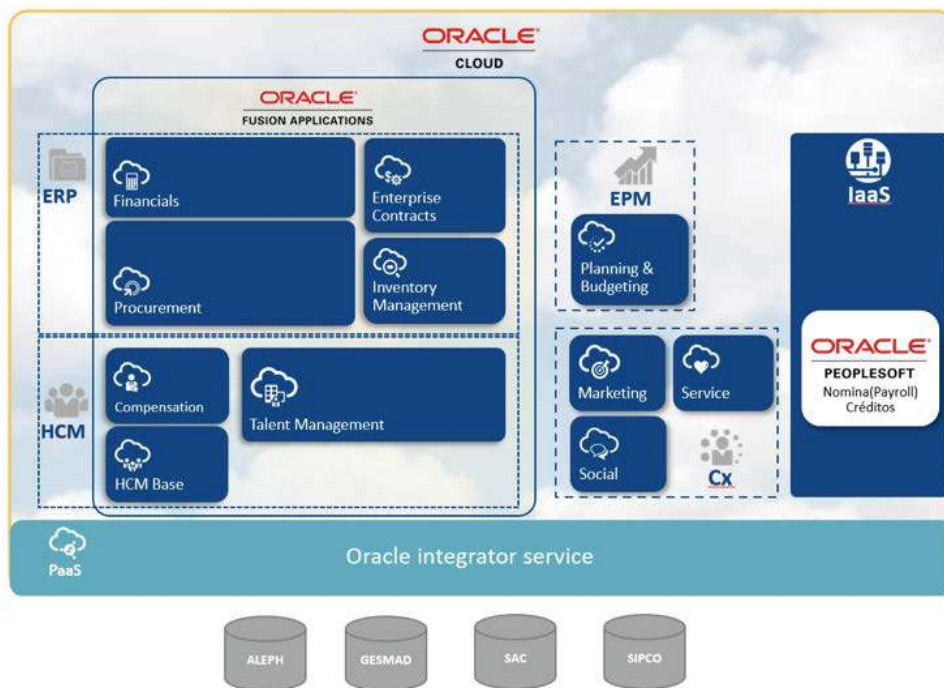 ORACLE
CLOUD
ORACLE
FUSION APPLICATIONS
ERP
Financials
Enterprise
Contracts
Procurement
Inventory
Management
HCM
Compensation
Talent Management
HCM Base
EPM
Planning &
Budgeting
Marketing
Service
Social
Cx
IaaS
ORACLE
PEOPLESOFT
Nomina(Payroll)
Créditos
PaaS
Oracle integrator service
ALEPH
GESMAD
SAC
SIPCO